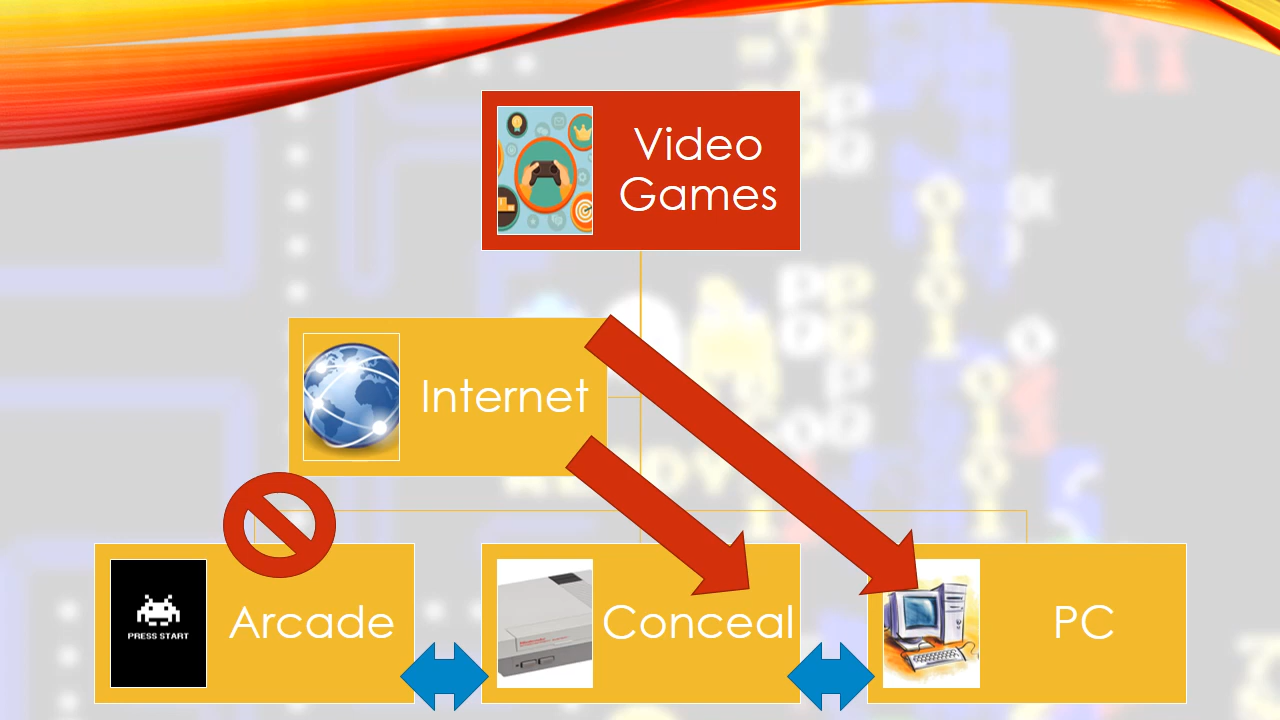 Video
Games
Internet
PRESS START
Arcade
Conceal
PC